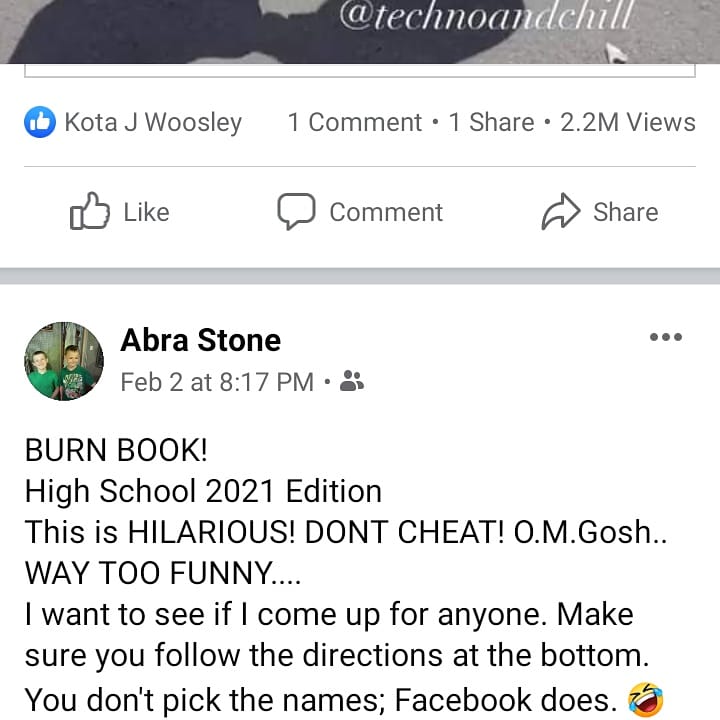 @technoandchill
Kota J Woosley 1 Comment • 1 Share • 2.2M Views
Like Comment Share
Abra Stone
Feb 2 at 8:17 PM •
BURN BOOK!
High School 2021 Edition
This is HILARIOUS! DONT CHEAT! O.M.Gosh..
WAY TOO FUNNY....
I want to see if I come up for anyone. Make
sure you follow the directions at the bottom.
You don't pick the names; Facebook does. 🤣